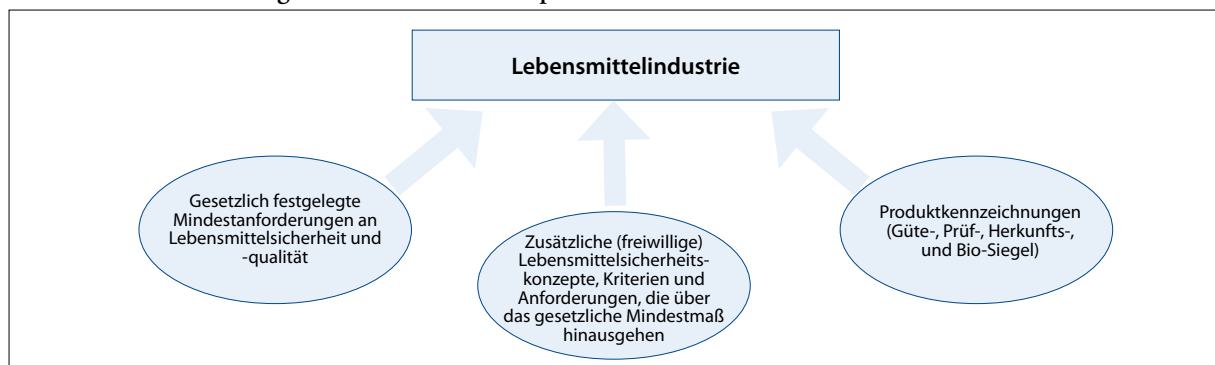 Lebensmittelindustrie
Gesetzlich festgelegte
Mindestanforderungen an
Lebensmittelsicherheit und
-qualität
Zusätzliche (freiwillige)
Lebensmittelsicherheits-
konzepte, Kriterien und
Anforderungen, die über
das gesetzliche Mindestmaß
hinausgehen
Produktkennzeichnungen
(Güte-, Prüf-, Herkunfts-,
und Bio-Siegel)